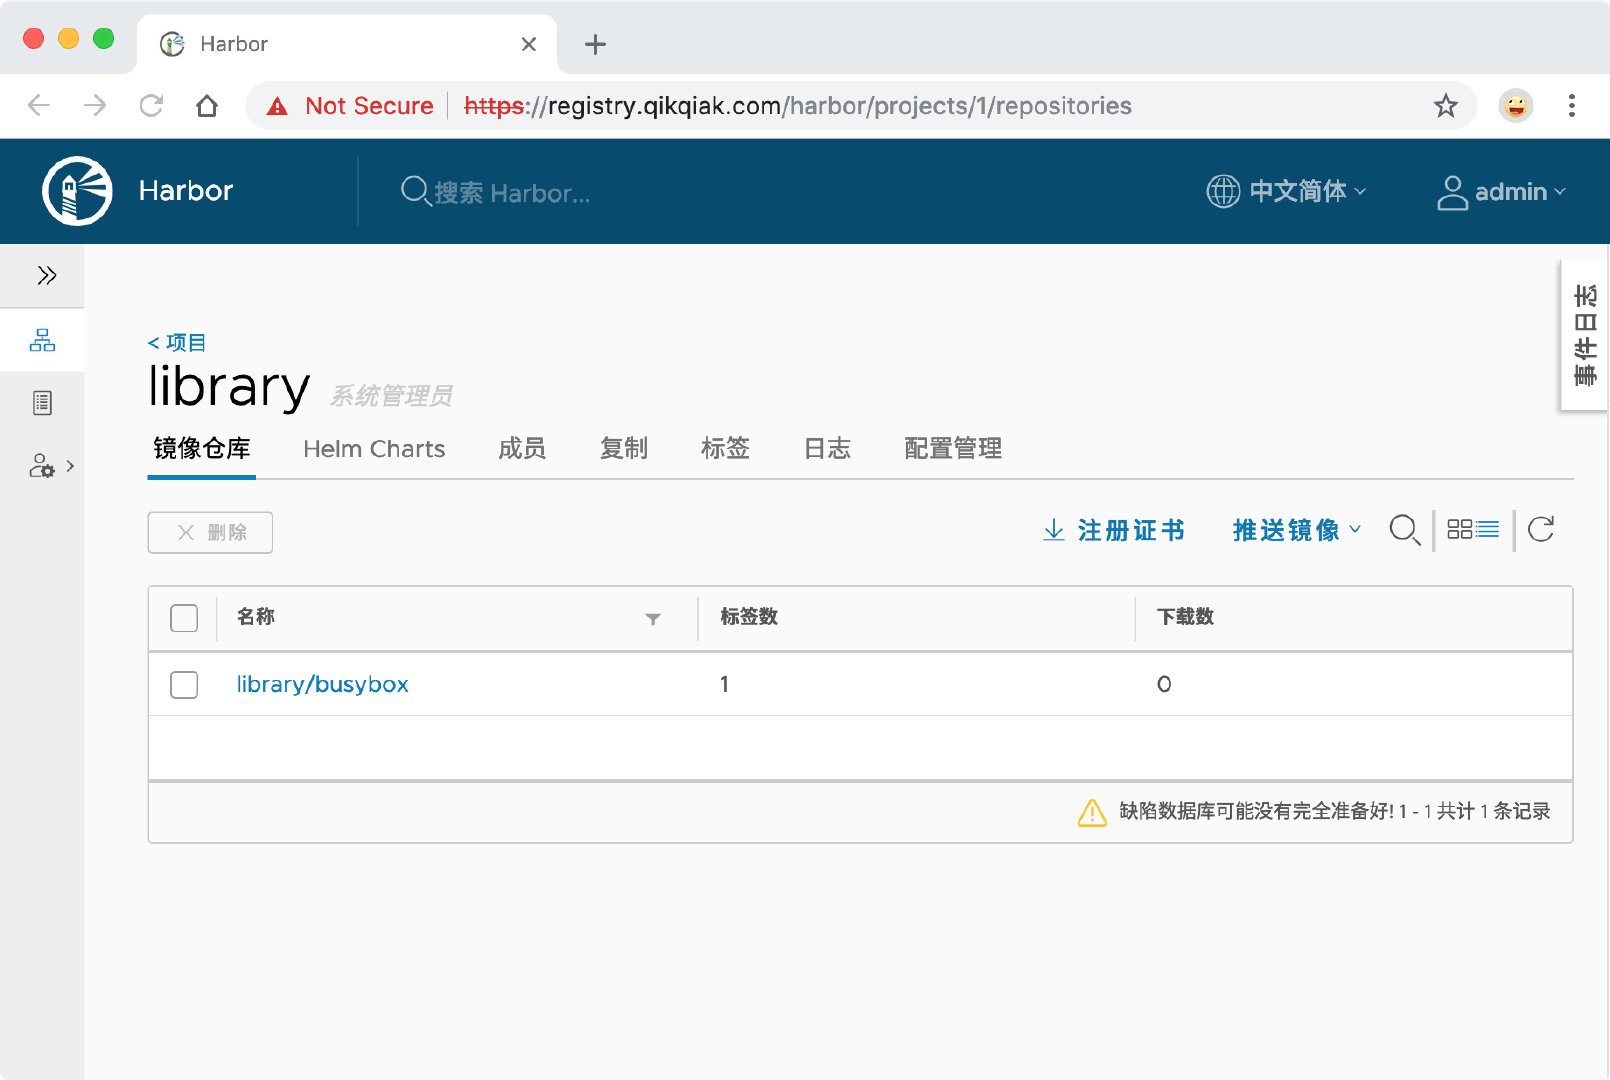 Harbor
Not Secure https://registry.qikqiak.com/harbor/projects/1/repositories
Harbor 搜索 Harbor... 中文简体 admin
事件日志
< 项目
library 系统管理员
镜像仓库 Helm Charts 成员 复制 标签 日志 配置管理
删除 注册证书 推送镜像
名称 标签数 下载数
library/busybox 1 0
缺陷数据库可能没有完全准备好! 1 - 1 共计 1 条记录